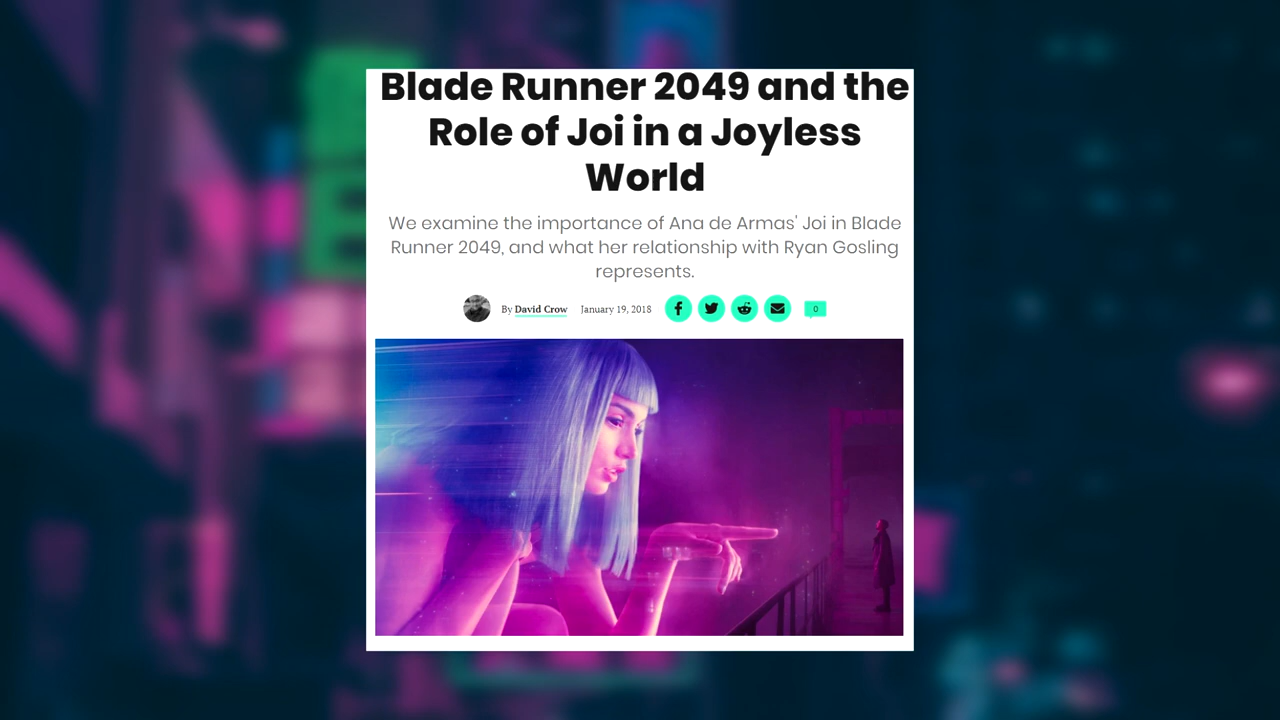 Blade Runner 2049 and the
Role of Joi in a Joyless
World
We examine the importance of Ana de Armas' Joi in Blade
Runner 2049, and what her relationship with Ryan Gosling
represents.
By David Crow January 19, 2018 0